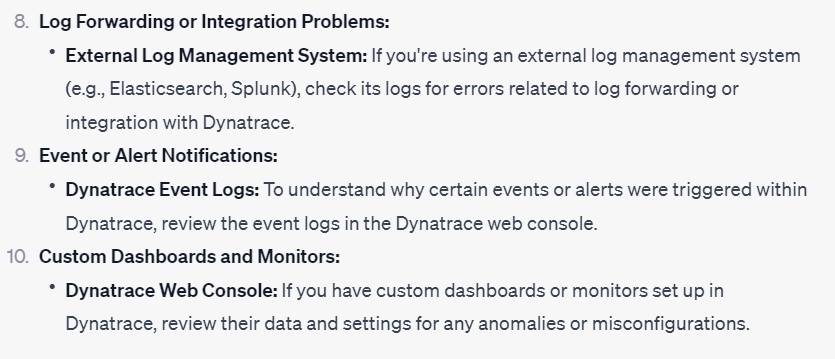 8. Log Forwarding or Integration Problems:
• External Log Management System: If you're using an external log management system
(e.g., Elasticsearch, Splunk), check its logs for errors related to log forwarding or
integration with Dynatrace.
9. Event or Alert Notifications:
• Dynatrace Event Logs: To understand why certain events or alerts were triggered within
Dynatrace, review the event logs in the Dynatrace web console.
10. Custom Dashboards and Monitors:
• Dynatrace Web Console: If you have custom dashboards or monitors set up in
Dynatrace, review their data and settings for any anomalies or misconfigurations.